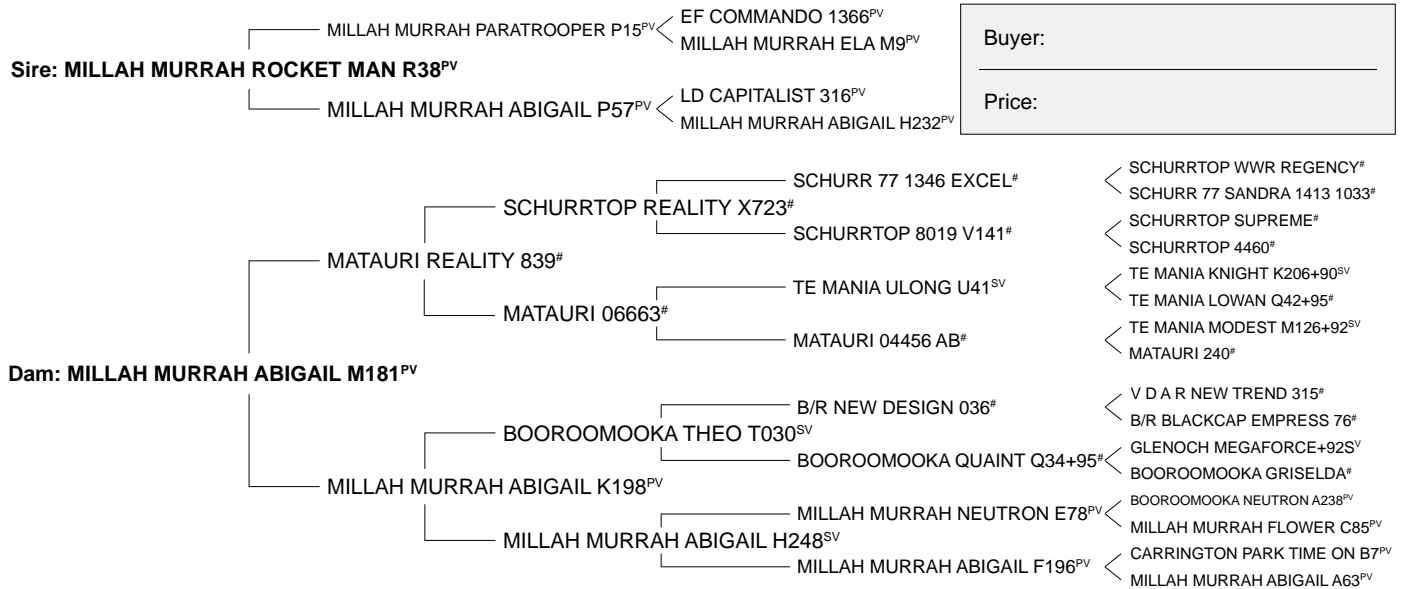 EF COMMANDO 1366PV
MILLAH MURRAH PARATROOPER P15PV
MILLAH MURRAH ELA M9PV
Sire: MILLAH MURRAH ROCKET MAN R38PV
LD CAPITALIST 316PV
MILLAH MURRAH ABIGAIL P57PV
MILLAH MURRAH ABIGAIL H232PV
Buyer:
Price:
SCHURRTOP WWR REGENCY#
SCHURR 77 1346 EXCEL#
SCHURR 77 SANDRA 1413 1033#
SCHURRTOP REALITY X723#
SCHURRTOP SUPREME#
SCHURRTOP 8019 V141#
SCHURRTOP 4460#
MATAURI REALITY 839#
TE MANIA KNIGHT K206+90SV
TE MANIA ULONG U41SV
TE MANIA LOWAN Q42+95#
MATAURI 06663#
TE MANIA MODEST M126+92SV
MATAURI 04456 AB#
MATAURI 240#
Dam: MILLAH MURRAH ABIGAIL M181PV
V D A R NEW TREND 315#
B/R NEW DESIGN 036#
B/R BLACKCAP EMPRESS 76#
BOOROOMOOKA THEO T030SV
GLENOCH MEGAFORCE+92SV
BOOROOMOOKA QUAINT Q34+95#
BOOROOMOOKA GRISELDA#
MILLAH MURRAH ABIGAIL K198PV
BOOROOMOOKA NEUTRON A238PV
MILLAH MURRAH NEUTRON E78PV
MILLAH MURRAH FLOWER C85PV
MILLAH MURRAH ABIGAIL H248SV
CARRINGTON PARK TIME ON B7PV
MILLAH MURRAH ABIGAIL F196PV
MILLAH MURRAH ABIGAIL A63PV